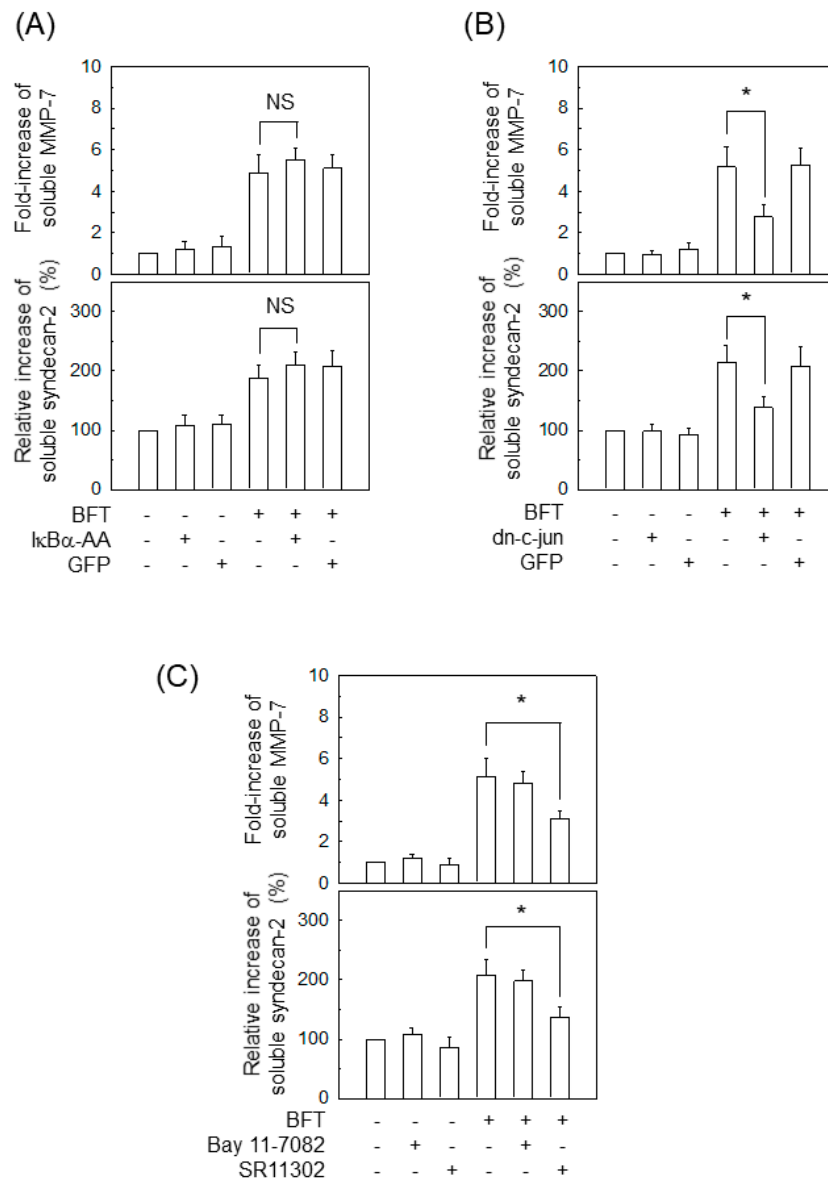 (A)
Fold-increase of
soluble MMP-7
10
8
6
4
2
0
NS
Relative increase of
soluble syndecan-2 (%)
300
200
100
0
NS
BFT - - - + + +
IκBα-AA - + - - + -
GFP - - + - - +
(B)
Fold-increase of
soluble MMP-7
10
8
6
4
2
0
*
Relative increase of
soluble syndecan-2 (%)
300
200
100
0
*
BFT - - - + + +
dn-c-jun - + - - + -
GFP - - + - - +
(C)
Fold-increase of
soluble MMP-7
10
8
6
4
2
0
*
Relative increase of
soluble syndecan-2 (%)
300
200
100
0
*
BFT - - - + + +
Bay 11-7082 - + - - + -
SR11302 - - + - - +